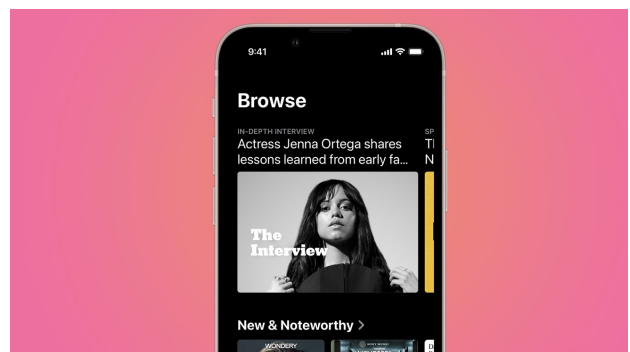 9:41
Browse
IN-DEPTH INTERVIEW
SP
Actress Jenna Ortega shares
lessons learned from early fa...
N
The
Interview
New & Noteworthy >
WONDERY